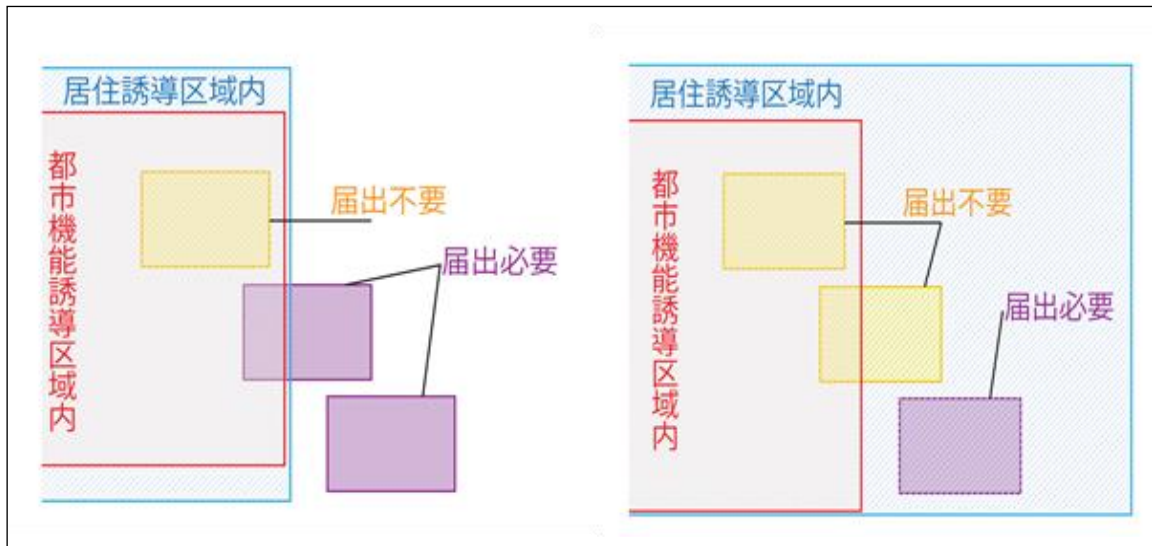 居住誘導区域内
都市機能誘導区域内
届出不要
届出必要
居住誘導区域内
都市機能誘導区域内
届出不要
届出必要